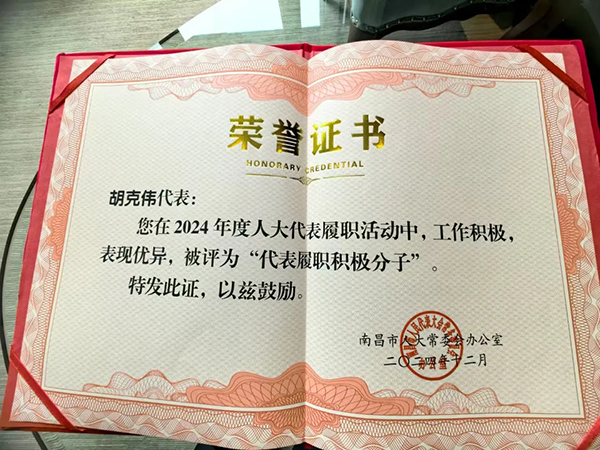 荣誉证书
HONORARY CREDENTIAL
胡克伟代表：
您在2024年度人大代表履职活动中，工作积极，
表现优异，被评为“代表履职积极分子”。
特发此证，以兹鼓励。
南昌市人大常委会办公室
二〇二四年十二月